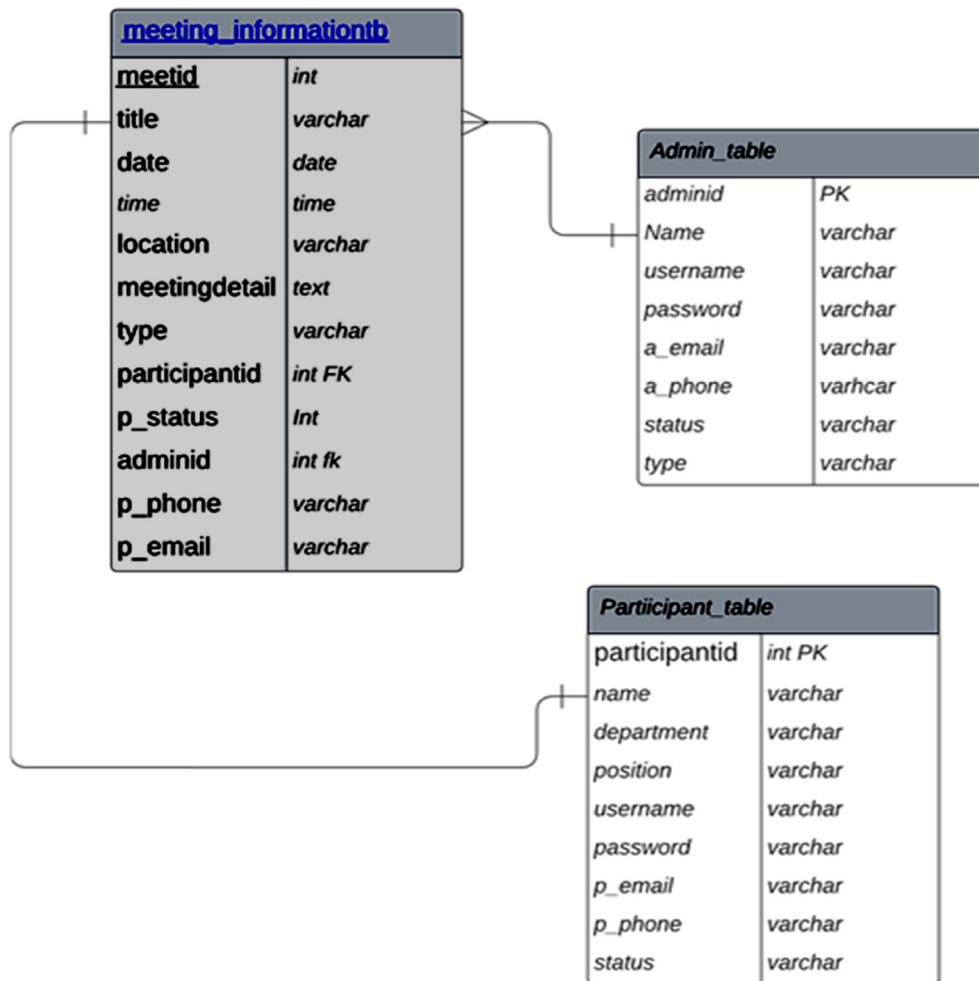 meeting_informationtb
meetid int
title varchar
date date
time time
location varchar
meetingdetail text
type varchar
participantid int FK
p_status Int
adminid int fk
p_phone varchar
p_email varchar
Admin_table
adminid PK
Name varchar
username varchar
password varchar
a_email varchar
a_phone varhcar
status varchar
type varchar
Partiicipant_table
participantid int PK
name varchar
department varchar
position varchar
username varchar
password varchar
p_email varchar
p_phone varchar
status varchar